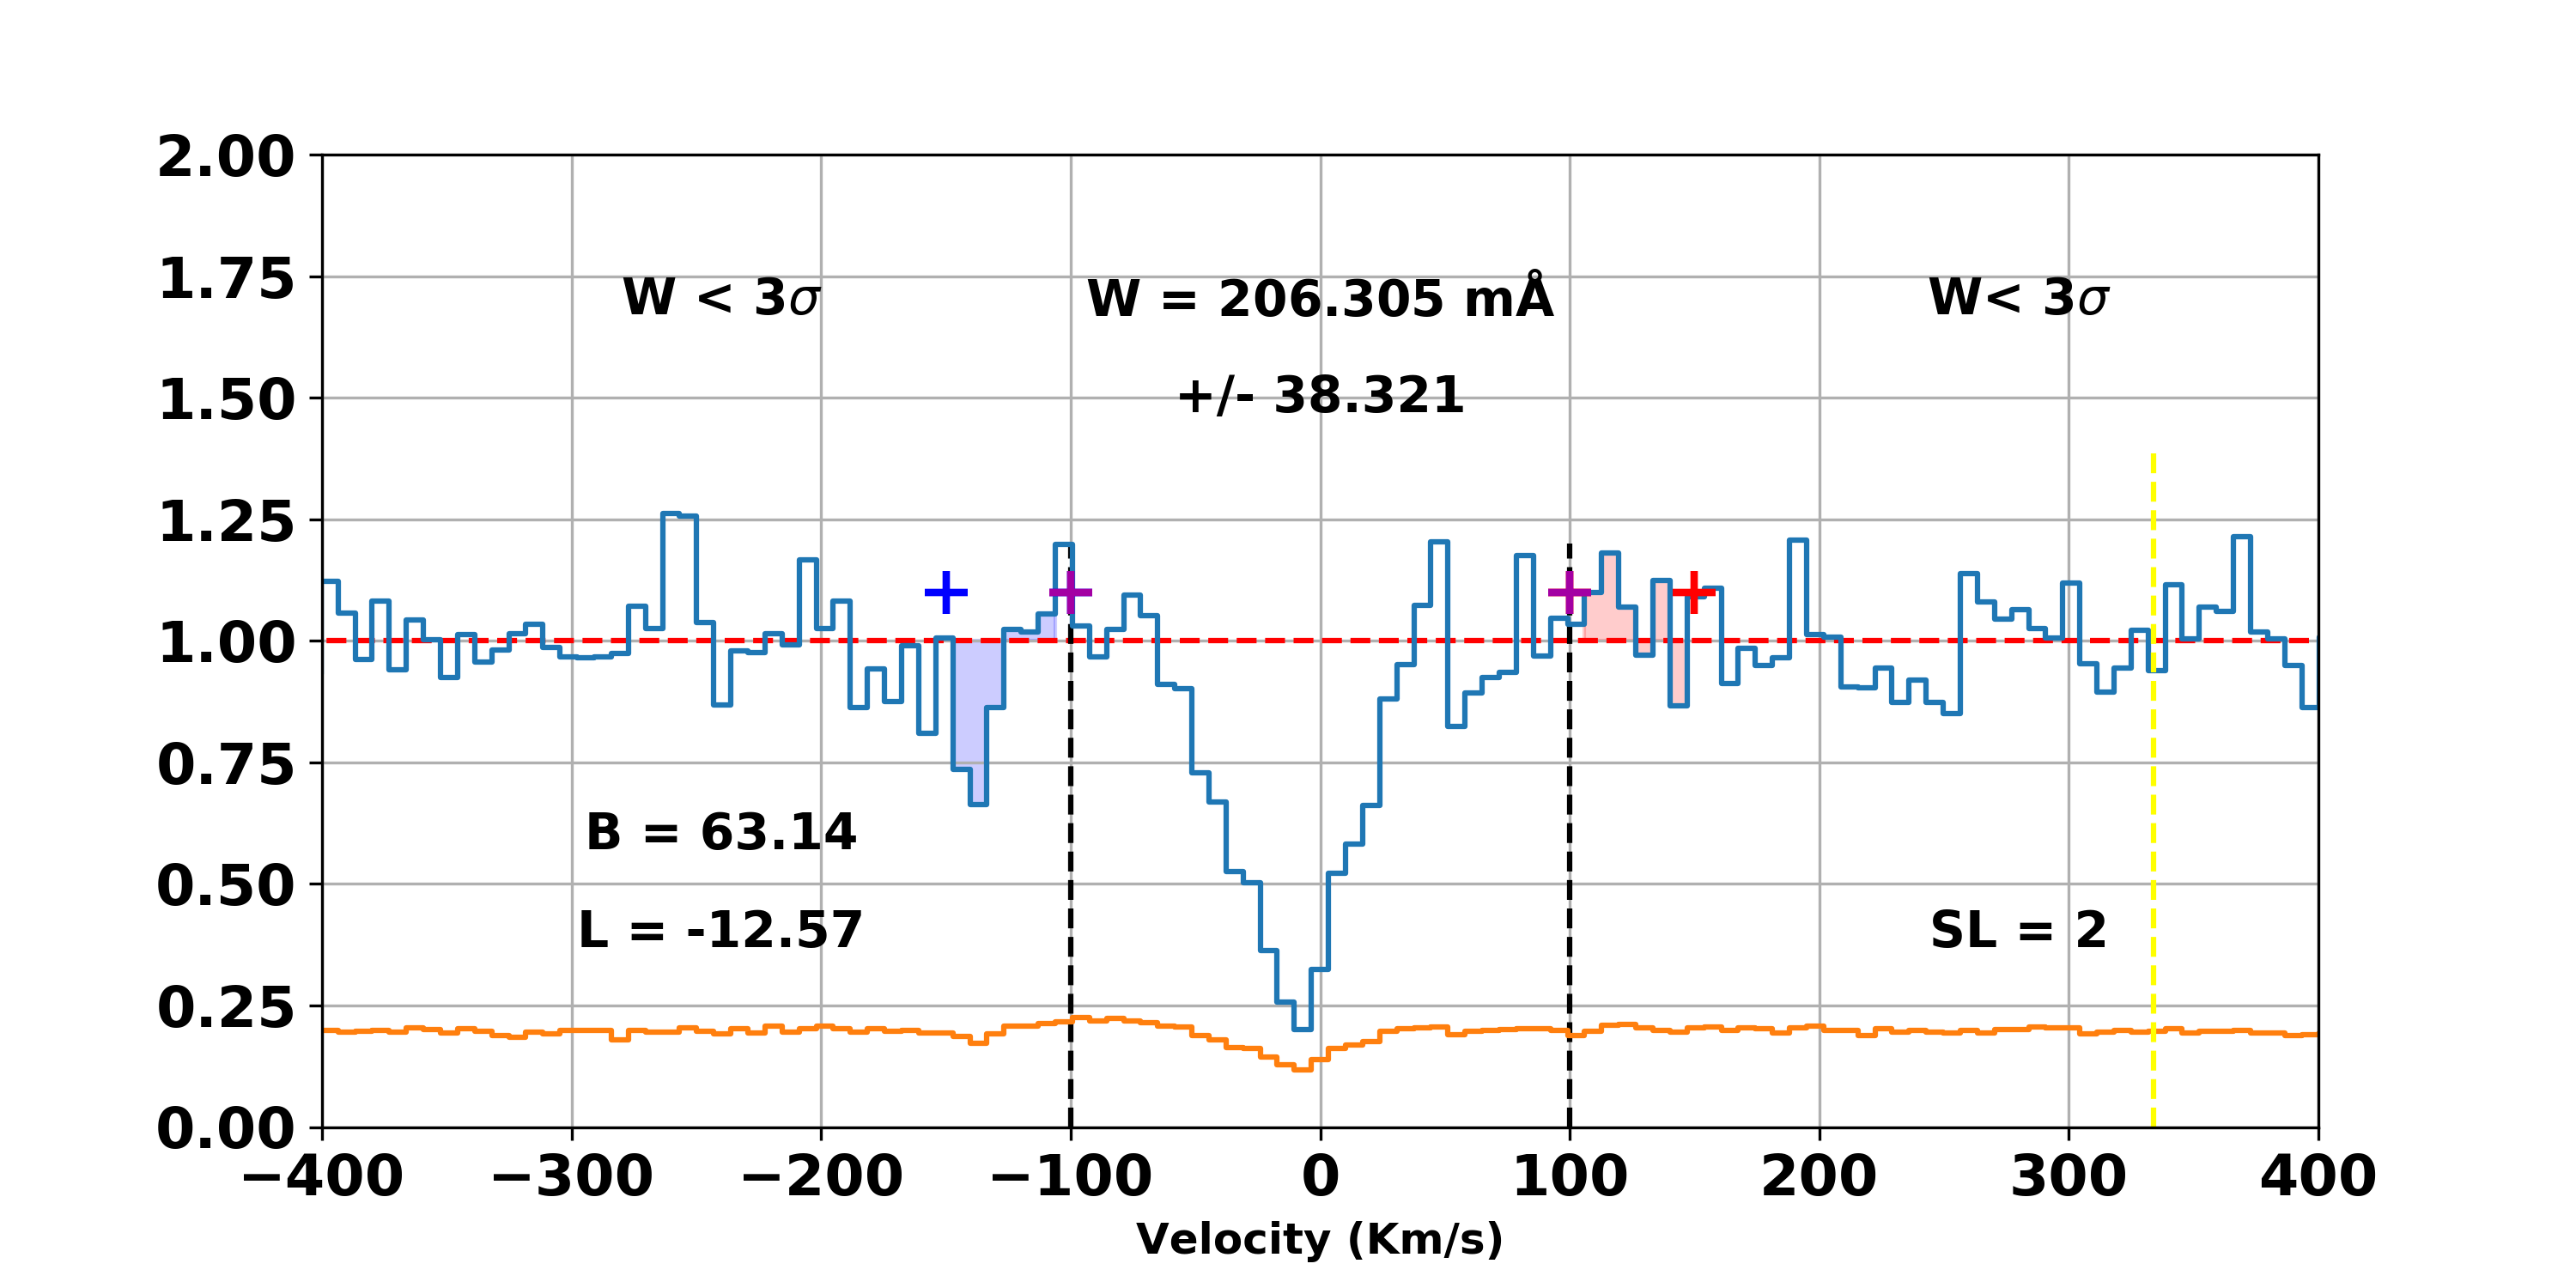 2.00
1.75
1.50
1.25
1.00
0.75
0.50
0.25
0.00
W < 3σ
W = 206.305 mÅ
+/- 38.321
W< 3σ
B = 63.14
L = -12.57
SL = 2
−400 −300 −200 −100 0 100 200 300 400
Velocity (Km/s)